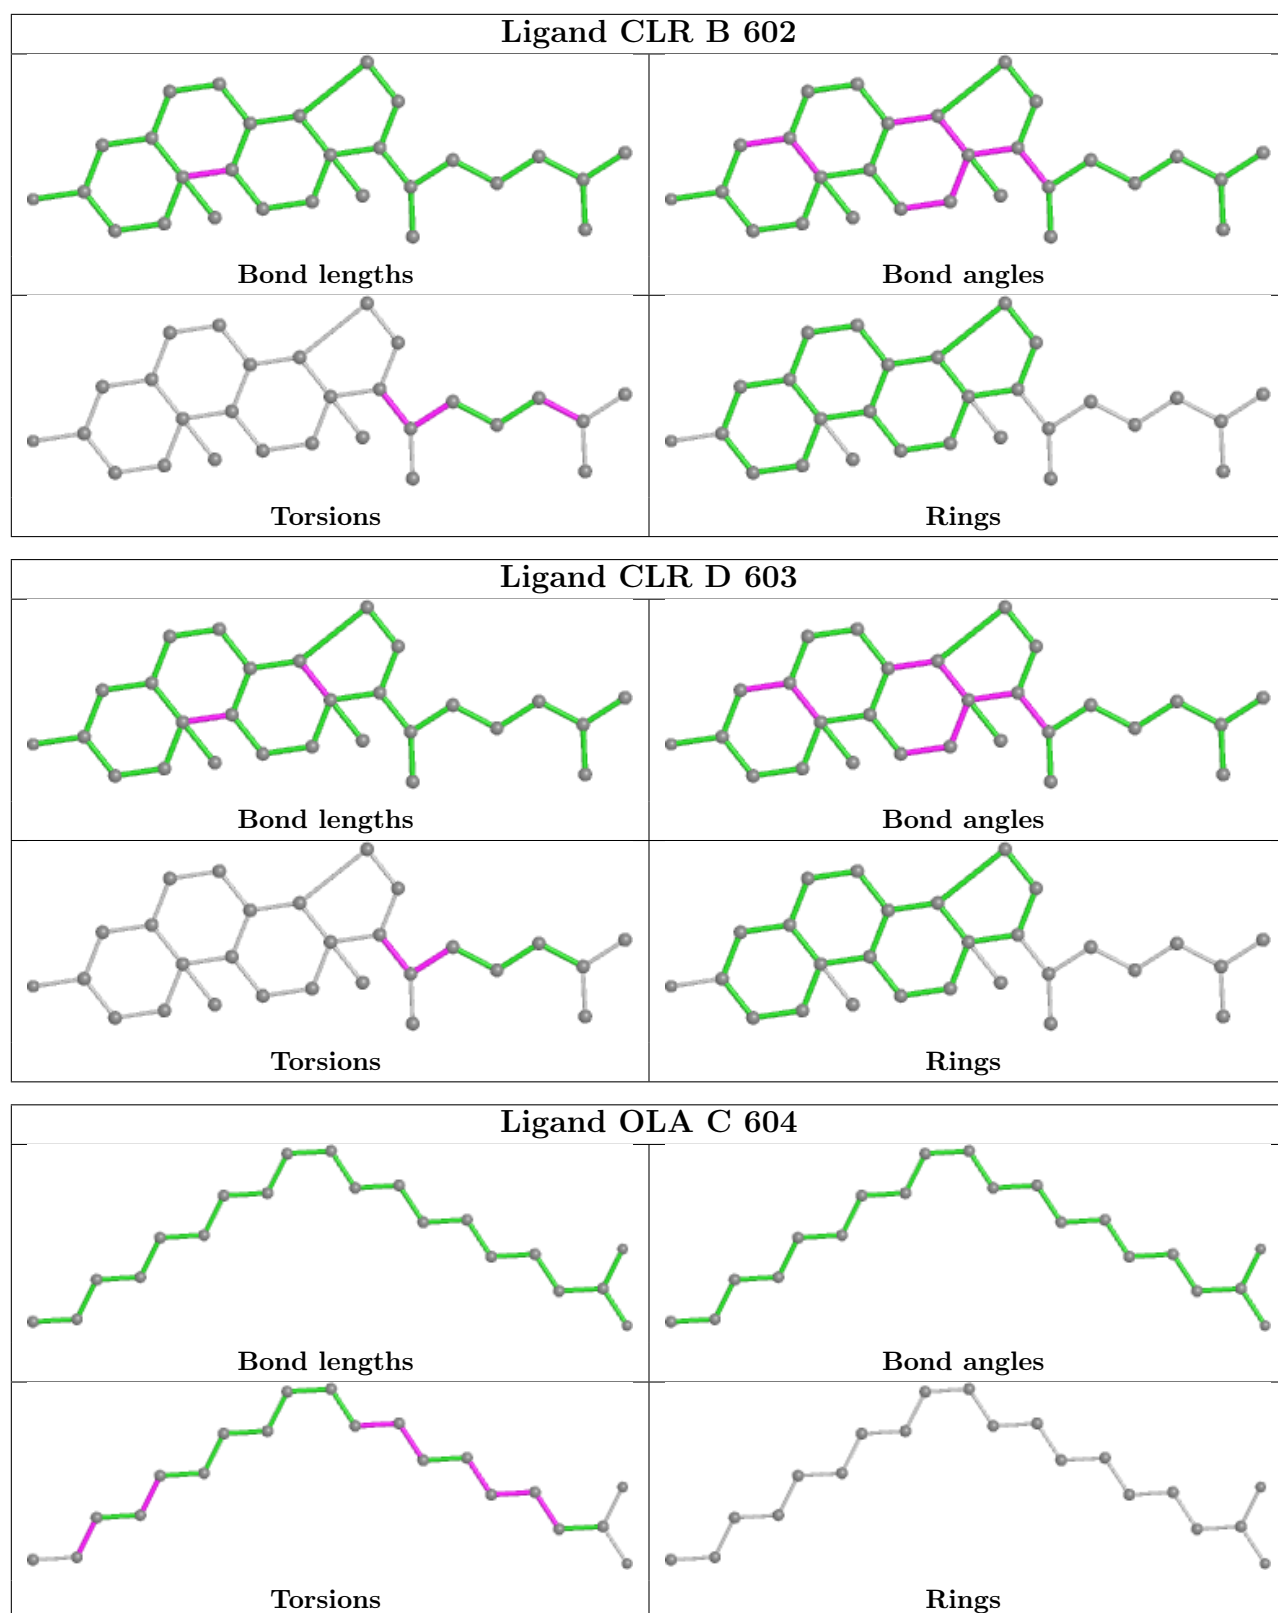 Ligand CLR B 602
Bond lengths
Bond angles
Torsions
Rings
Ligand CLR D 603
Bond lengths
Bond angles
Torsions
Rings
Ligand OLA C 604
Bond lengths
Bond angles
Torsions
Rings